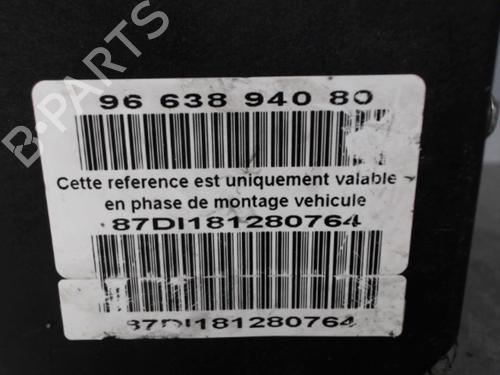 B-PARTS
96 638 940 80
Cette reference est uniquement valable
en phase de montage vehicule
87DI181280764
87DI181280764